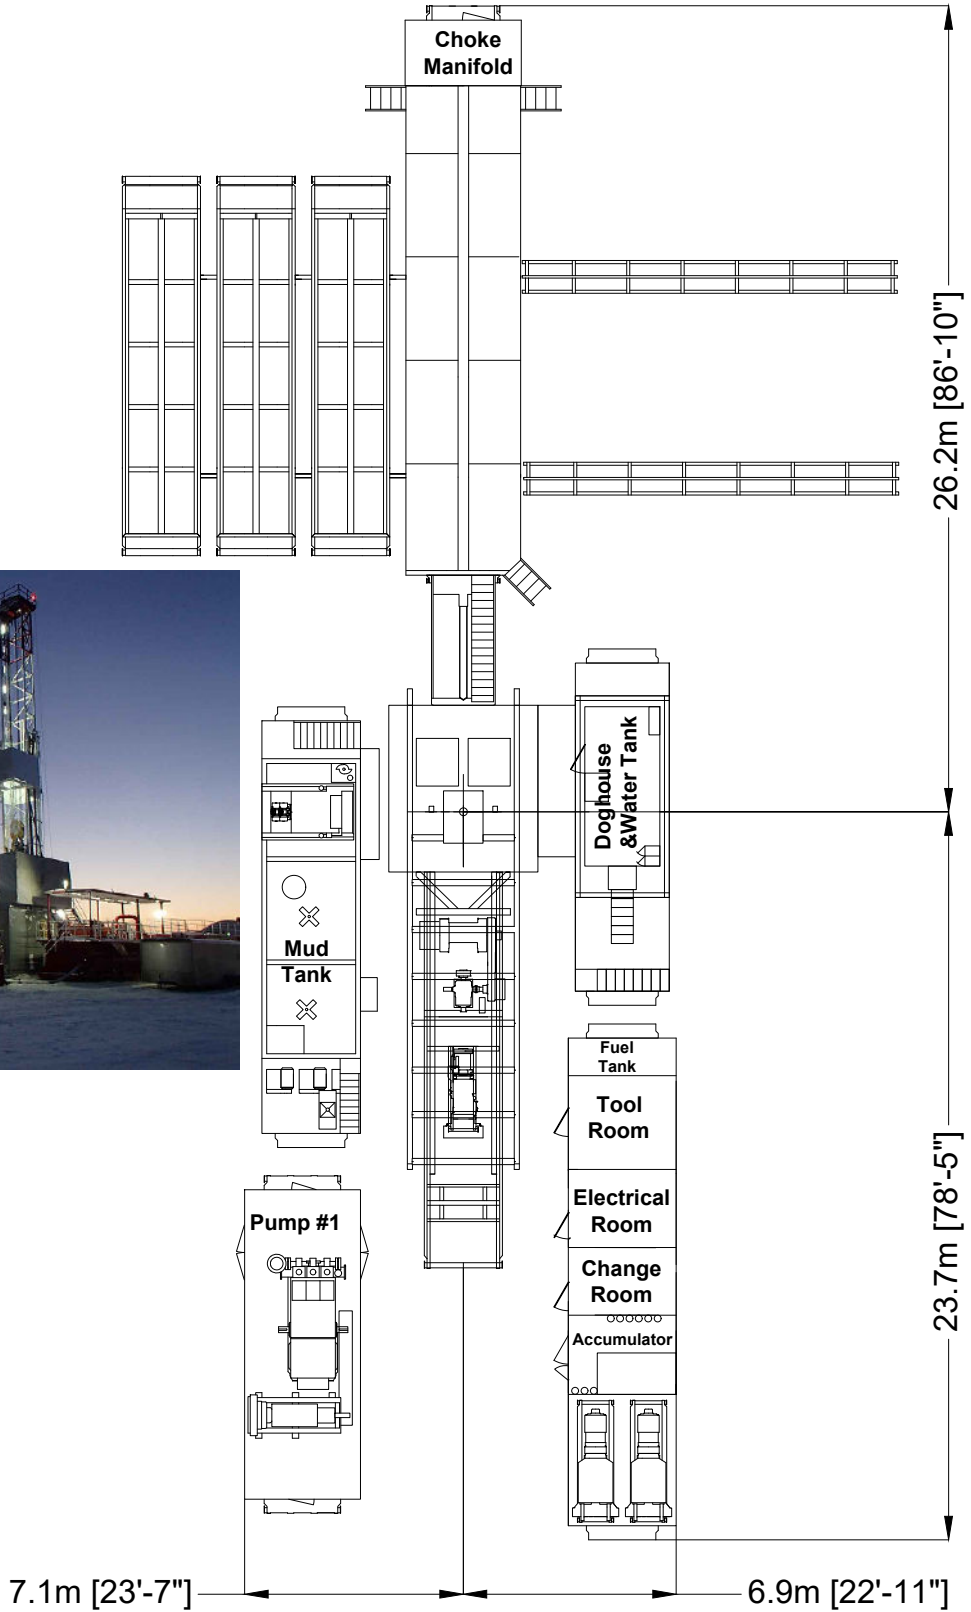 Choke
Manifold
26.2m [86'-10"]
Doghouse
&Water Tank
Mud
Tank
Fuel
Tank
Tool
Room
Electrical
Room
Pump #1
Change
Room
Accumulator
23.7m [78'-5"]
7.1m [23'-7"]
6.9m [22'-11"]